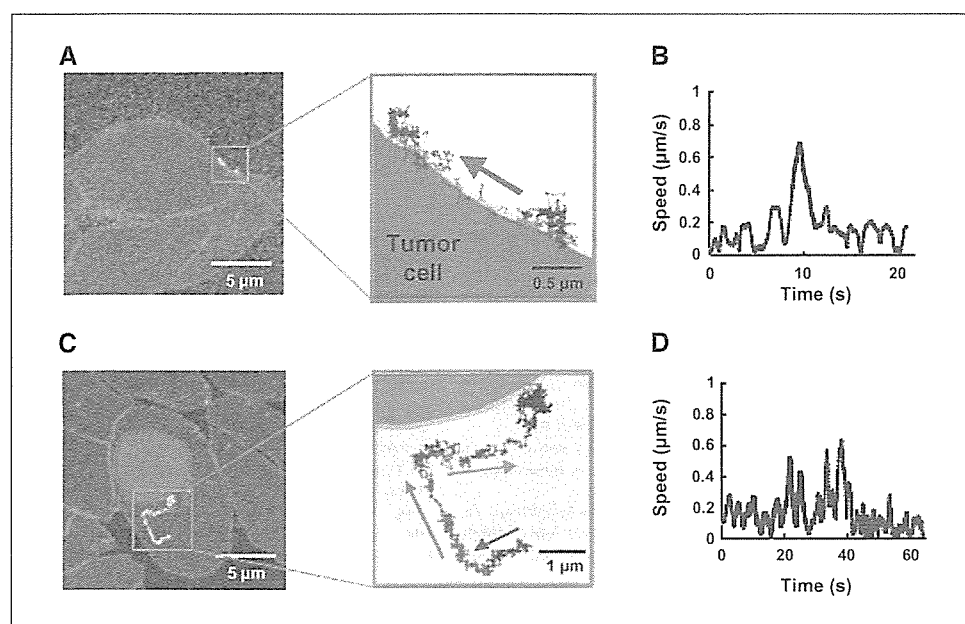 A
5 μm
Tumor
cell
0.5 μm
B
Speed (μm/s)
1
0.8
0.6
0.4
0.2
0
0 10 20
Time (s)
C
5 μm
1 μm
D
Speed (μm/s)
1
0.8
0.6
0.4
0.2
0
0 20 40 60
Time (s)